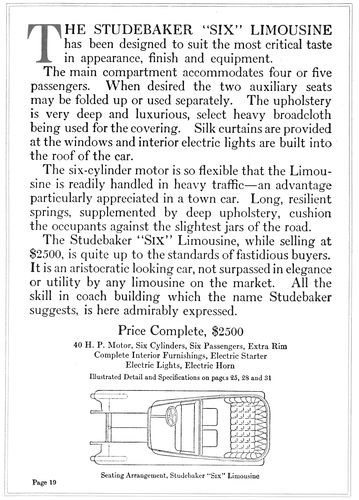 THE STUDEBAKER "SIX" LIMOUSINE
has been designed to suit the most critical taste
in appearance, finish and equipment.
The main compartment accommodates four or five
passengers. When desired the two auxiliary seats
may be folded up or used separately. The upholstery
is very deep and luxurious, select heavy broadcloth
being used for the covering. Silk curtains are provided
at the windows and interior electric lights are built into
the roof of the car.
The six-cylinder motor is so flexible that the Limou-
sine is readily handled in heavy traffic—an advantage
particularly appreciated in a town car. Long, resilient
springs, supplemented by deep upholstery, cushion
the occupants against the slightest jars of the road.
The Studebaker "SIX" Limousine, while selling at
$2500, is quite up to the standards of fastidious buyers.
It is an aristocratic looking car, not surpassed in elegance
or utility by any limousine on the market. All the
skill in coach building which the name Studebaker
suggests, is here admirably expressed.
Price Complete, $2500
40 H. P. Motor, Six Cylinders, Six Passengers, Extra Rim
Complete Interior Furnishings, Electric Starter
Electric Lights, Electric Horn
Illustrated Detail and Specifications on pages 25, 28 and 31
Seating Arrangement, Studebaker "Six" Limousine
Page 19